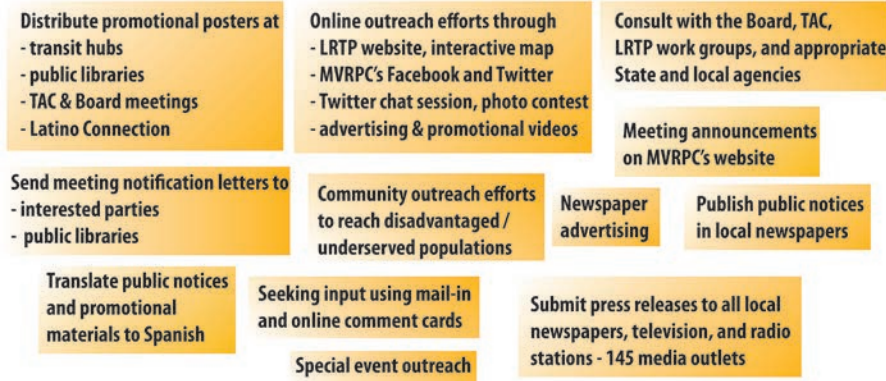 Distribute promotional posters at
- transit hubs
- public libraries
- TAC & Board meetings
- Latino Connection
Online outreach efforts through
- LRTP website, interactive map
- MVRPC's Facebook and Twitter
- Twitter chat session, photo contest
- advertising & promotional videos
Consult with the Board, TAC,
LRTP work groups, and appropriate
State and local agencies
Meeting announcements
on MVRPC's website
Send meeting notification letters to
- interested parties
- public libraries
Community outreach efforts
to reach disadvantaged /
underserved populations
Newspaper
advertising
Publish public notices
in local newspapers
Translate public notices
and promotional
materials to Spanish
Seeking input using mail-in
and online comment cards
Special event outreach
Submit press releases to all local
newspapers, television, and radio
stations - 145 media outlets